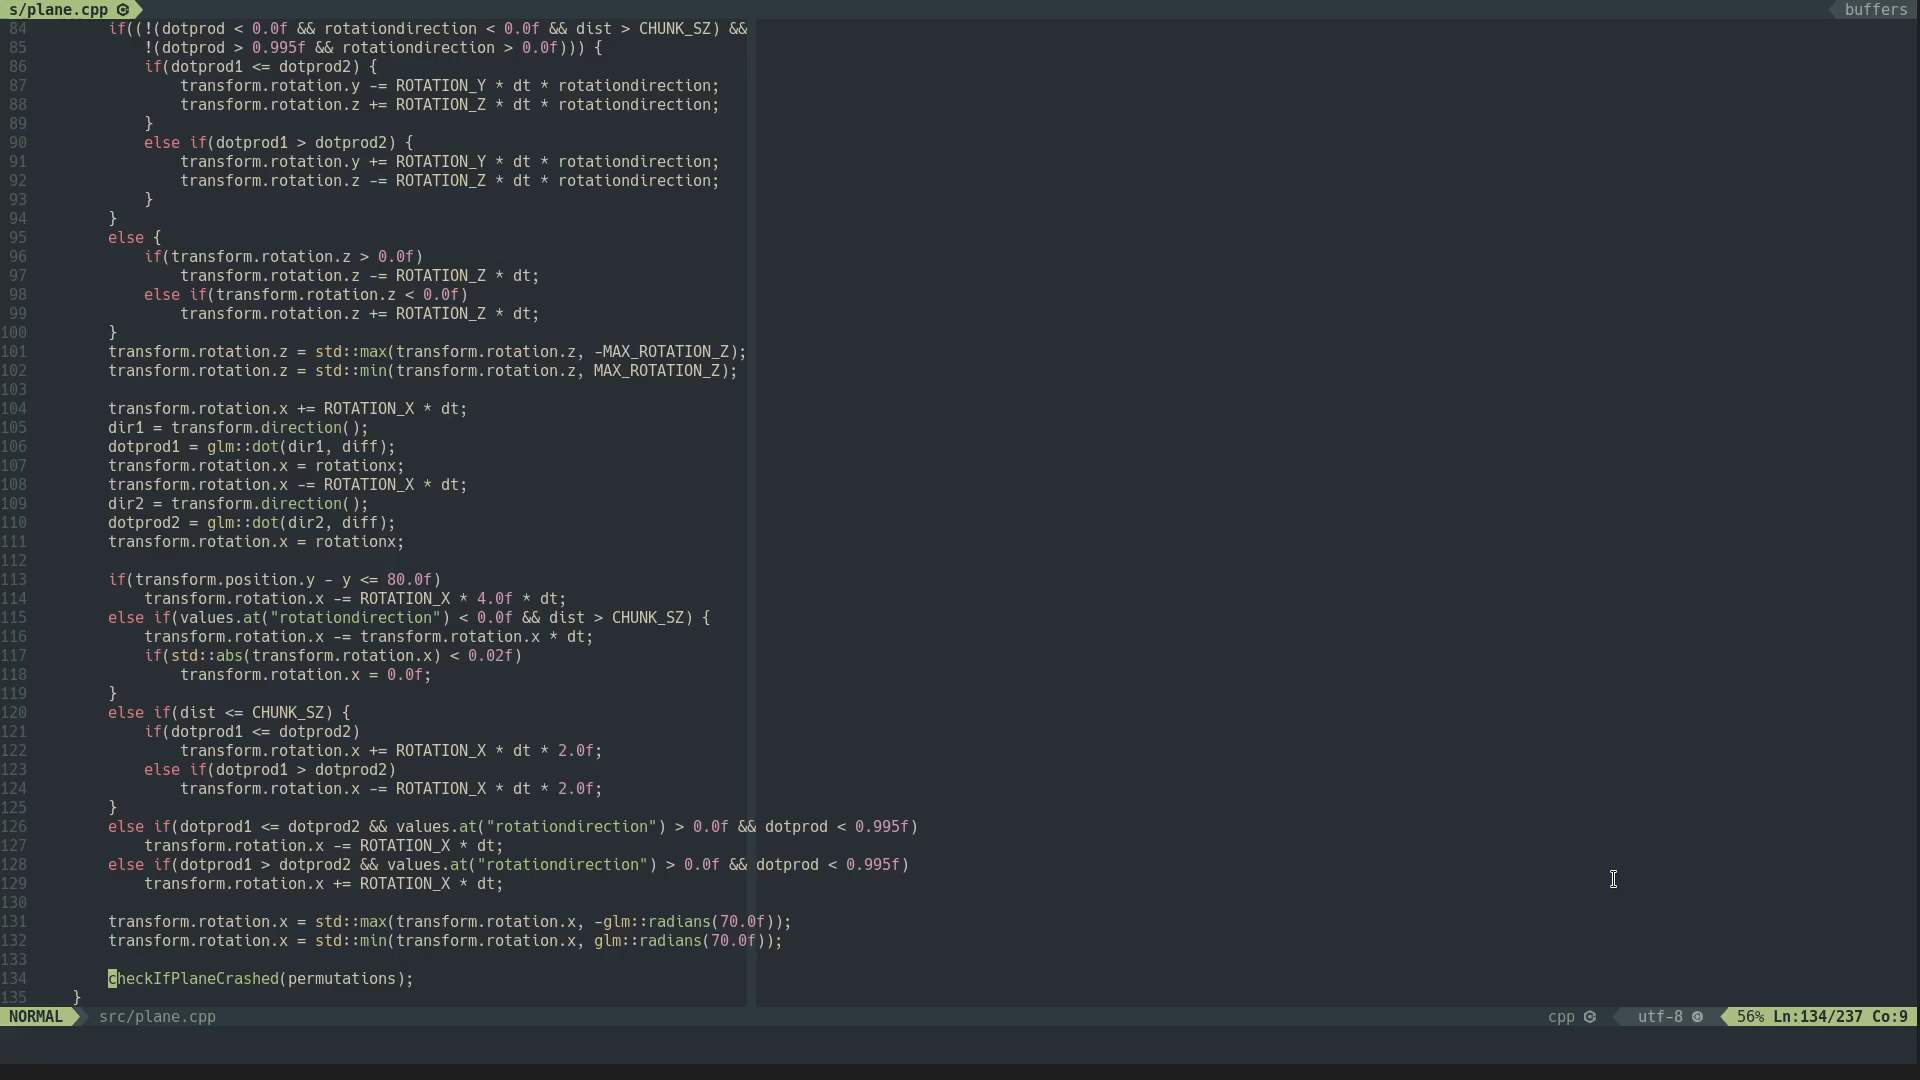 s/plane.cpp
buffers
84 if((!(dotprod < 0.0f && rotationdirection < 0.0f && dist > CHUNK_SZ) &&
85 !(dotprod > 0.995f && rotationdirection > 0.0f))) {
86 if(dotprod1 <= dotprod2) {
87 transform.rotation.y -= ROTATION_Y * dt * rotationdirection;
88 transform.rotation.z += ROTATION_Z * dt * rotationdirection;
89 }
90 else if(dotprod1 > dotprod2) {
91 transform.rotation.y += ROTATION_Y * dt * rotationdirection;
92 transform.rotation.z -= ROTATION_Z * dt * rotationdirection;
93 }
94 }
95 else {
96 if(transform.rotation.z > 0.0f)
97 transform.rotation.z -= ROTATION_Z * dt;
98 else if(transform.rotation.z < 0.0f)
99 transform.rotation.z += ROTATION_Z * dt;
100 }
101 transform.rotation.z = std::max(transform.rotation.z, -MAX_ROTATION_Z);
102 transform.rotation.z = std::min(transform.rotation.z, MAX_ROTATION_Z);
103
104 transform.rotation.x += ROTATION_X * dt;
105 dir1 = transform.direction();
106 dotprod1 = glm::dot(dir1, diff);
107 transform.rotation.x = rotationx;
108 transform.rotation.x -= ROTATION_X * dt;
109 dir2 = transform.direction();
110 dotprod2 = glm::dot(dir2, diff);
111 transform.rotation.x = rotationx;
112
113 if(transform.position.y - y <= 80.0f)
114 transform.rotation.x -= ROTATION_X * 4.0f * dt;
115 else if(values.at("rotationdirection") < 0.0f && dist > CHUNK_SZ) {
116 transform.rotation.x -= transform.rotation.x * dt;
117 if(std::abs(transform.rotation.x) < 0.02f)
118 transform.rotation.x = 0.0f;
119 }
120 else if(dist <= CHUNK_SZ) {
121 if(dotprod1 <= dotprod2)
122 transform.rotation.x += ROTATION_X * dt * 2.0f;
123 else if(dotprod1 > dotprod2)
124 transform.rotation.x -= ROTATION_X * dt * 2.0f;
125 }
126 else if(dotprod1 <= dotprod2 && values.at("rotationdirection") > 0.0f && dotprod < 0.995f)
127 transform.rotation.x -= ROTATION_X * dt;
128 else if(dotprod1 > dotprod2 && values.at("rotationdirection") > 0.0f && dotprod < 0.995f)
129 transform.rotation.x += ROTATION_X * dt;
130
131 transform.rotation.x = std::max(transform.rotation.x, -glm::radians(70.0f));
132 transform.rotation.x = std::min(transform.rotation.x, glm::radians(70.0f));
133
134 checkIfPlaneCrashed(permutations);
135 }
NORMAL src/plane.cpp cpp utf-8 56% Ln:134/237 Co:9